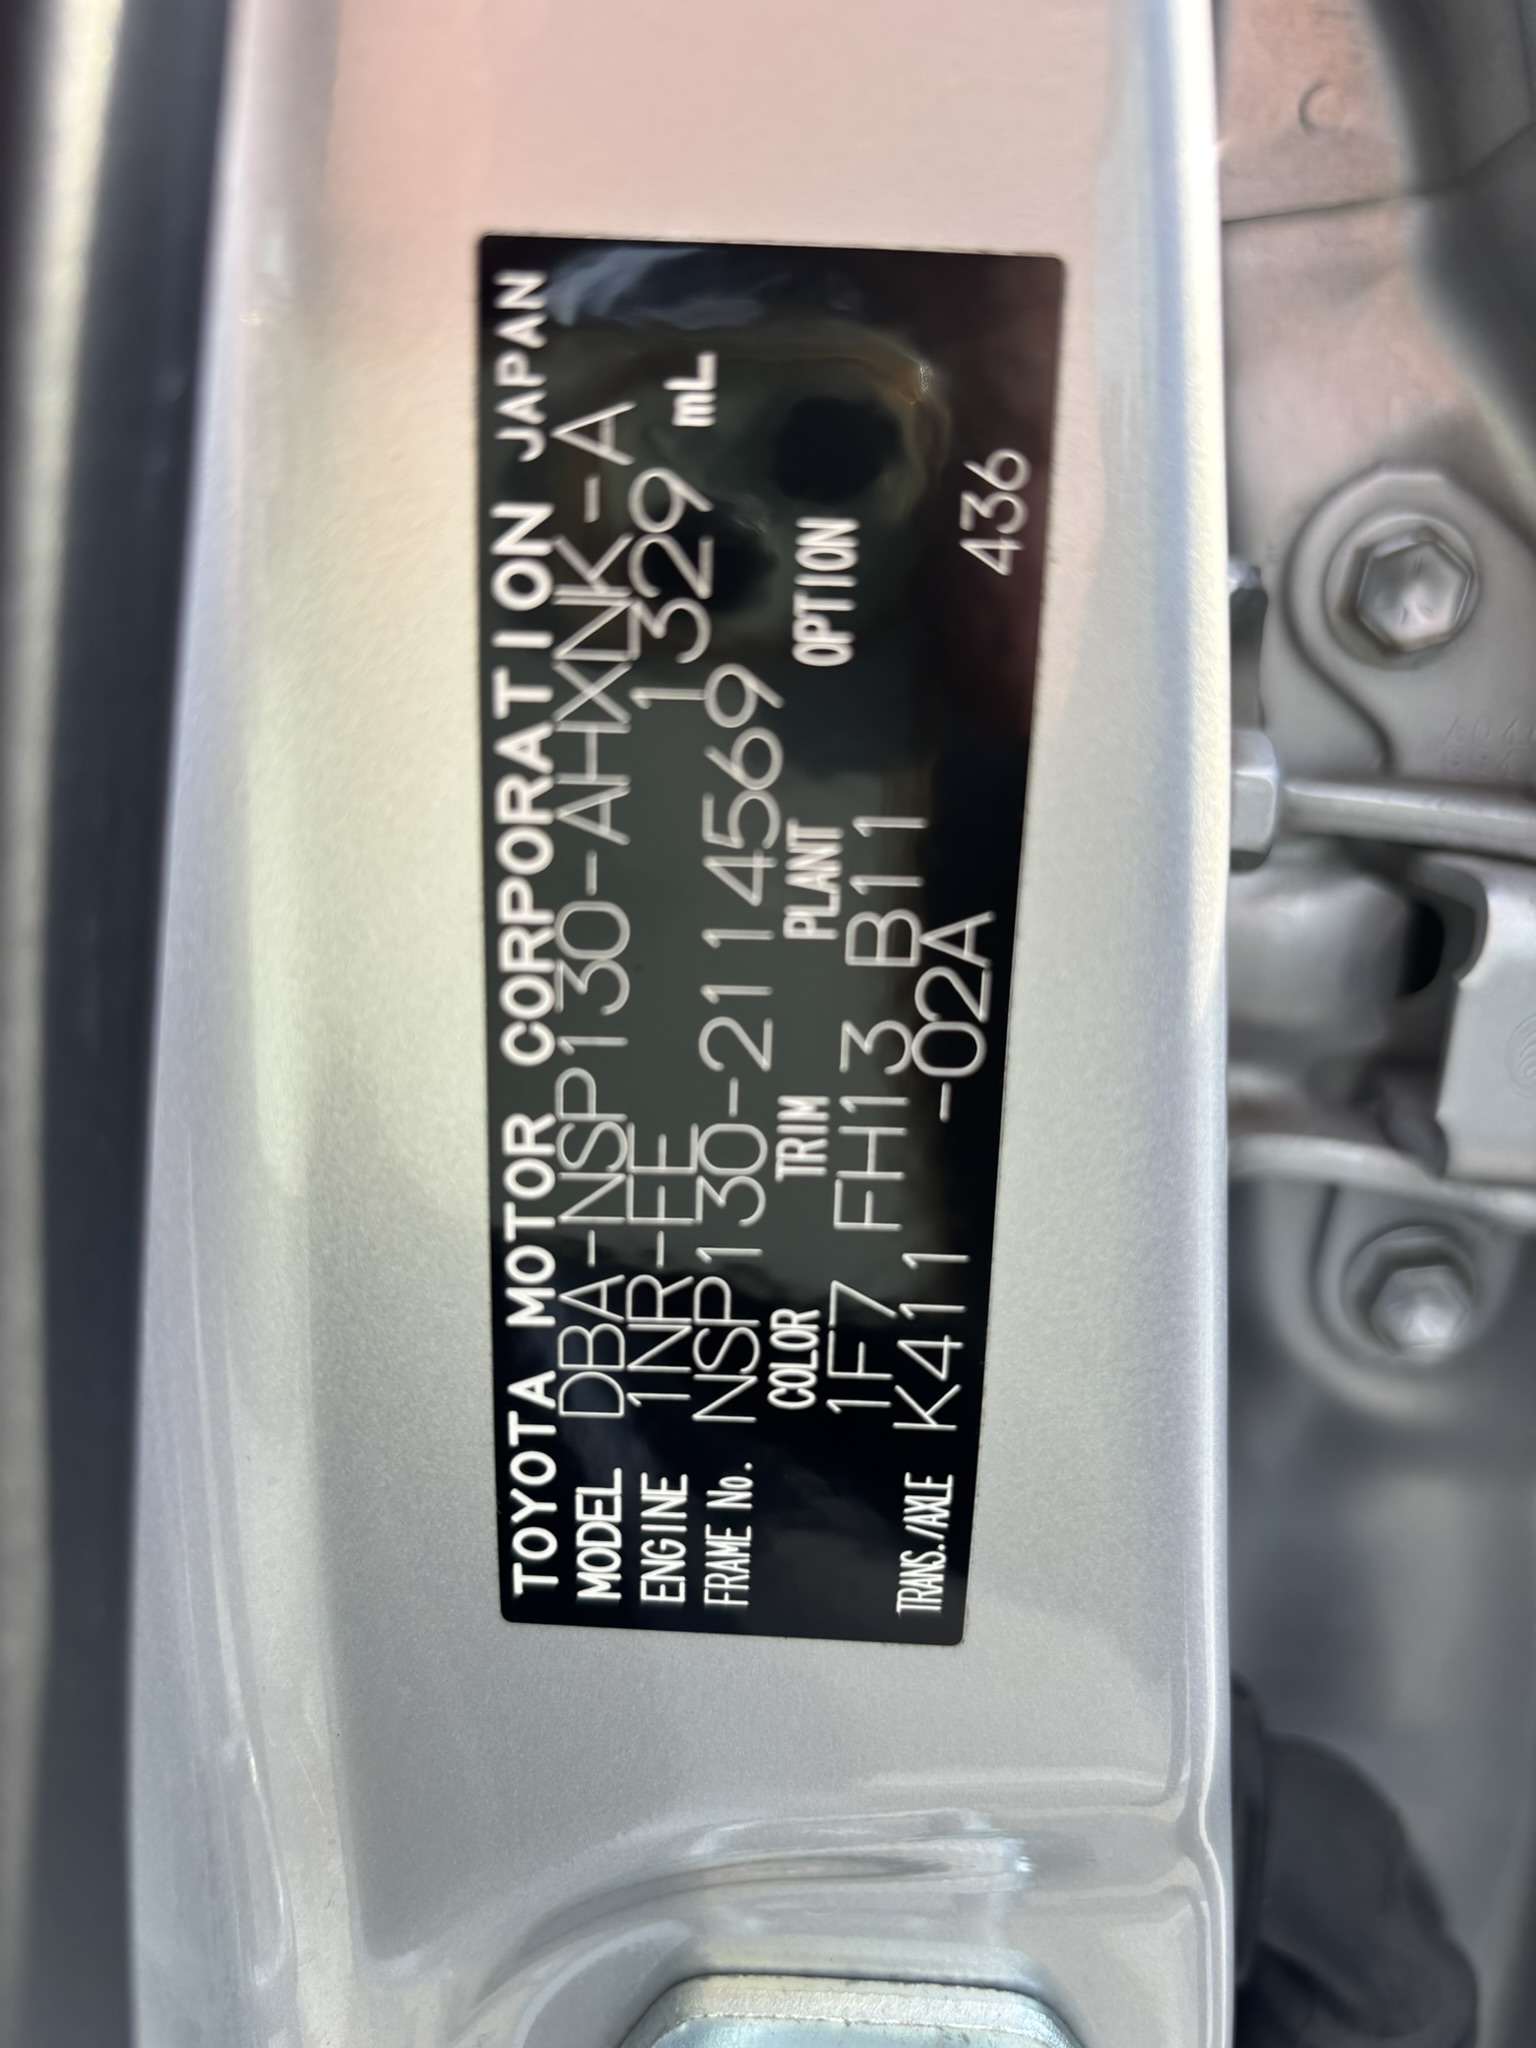 TOYOTA MOTOR CORPORATION JAPAN
MODEL DBA-NSP130-AHXNK-A
ENGINE 1NR-FE 1329 mL
FRAME No. NSP130-2114569
COLOR TRIM PLANT OPTION
1F7 FH13 B11
TRANS./AXLE K411 -02A 436